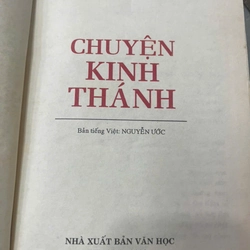 CHUYỆN
KINH
THÁNH
Bản tiếng Việt: NGUYỄN ƯỚC
NHÀ XUẤT BẢN VĂN HỌC